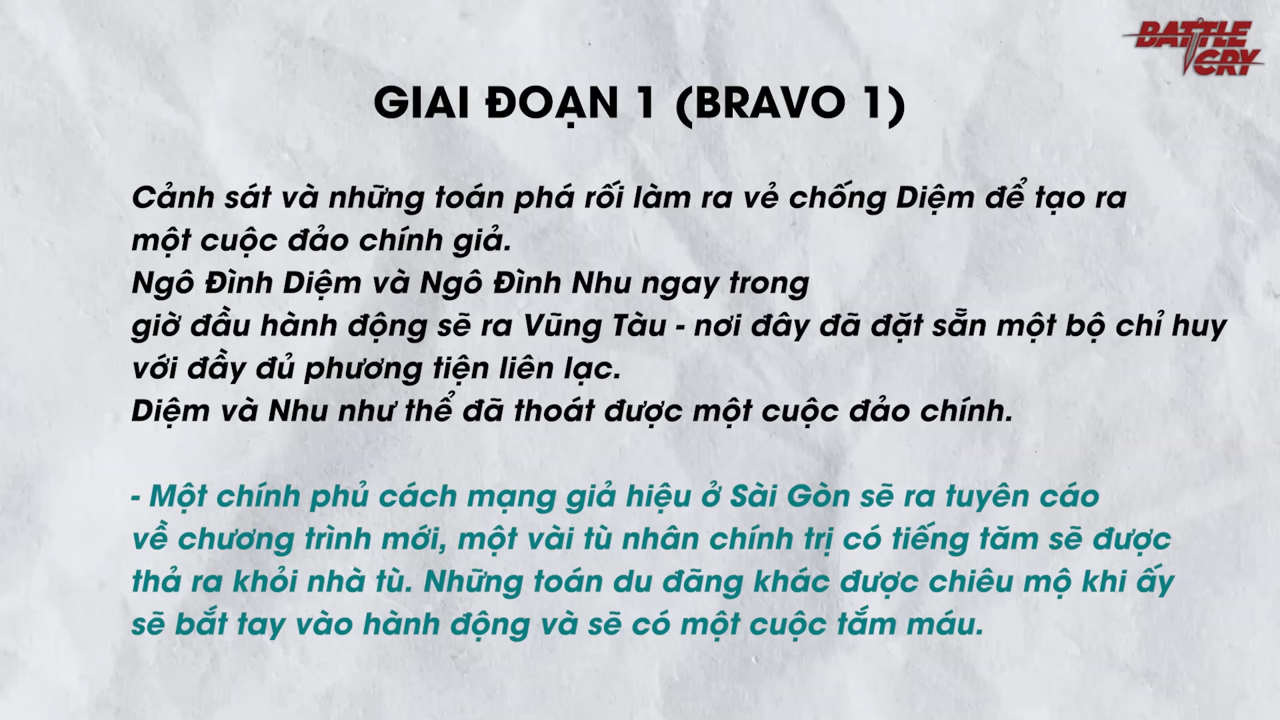 BATTLE
CRY
GIAI ĐOẠN 1 (BRAVO 1)
Cảnh sát và những toán phá rối làm ra vẻ chống Diệm để tạo ra
một cuộc đảo chính giả.
Ngô Đình Diệm và Ngô Đình Nhu ngay trong
giờ đầu hành động sẽ ra Vũng Tàu - nơi đây đã đặt sẵn một bộ chỉ huy
với đầy đủ phương tiện liên lạc.
Diệm và Nhu như thể đã thoát được một cuộc đảo chính.
- Một chính phủ cách mạng giả hiệu ở Sài Gòn sẽ ra tuyên cáo
về chương trình mới, một vài tù nhân chính trị có tiếng tăm sẽ được
thả ra khỏi nhà tù. Những toán du đãng khác được chiêu mộ khi ấy
sẽ bắt tay vào hành động và sẽ có một cuộc tắm máu.